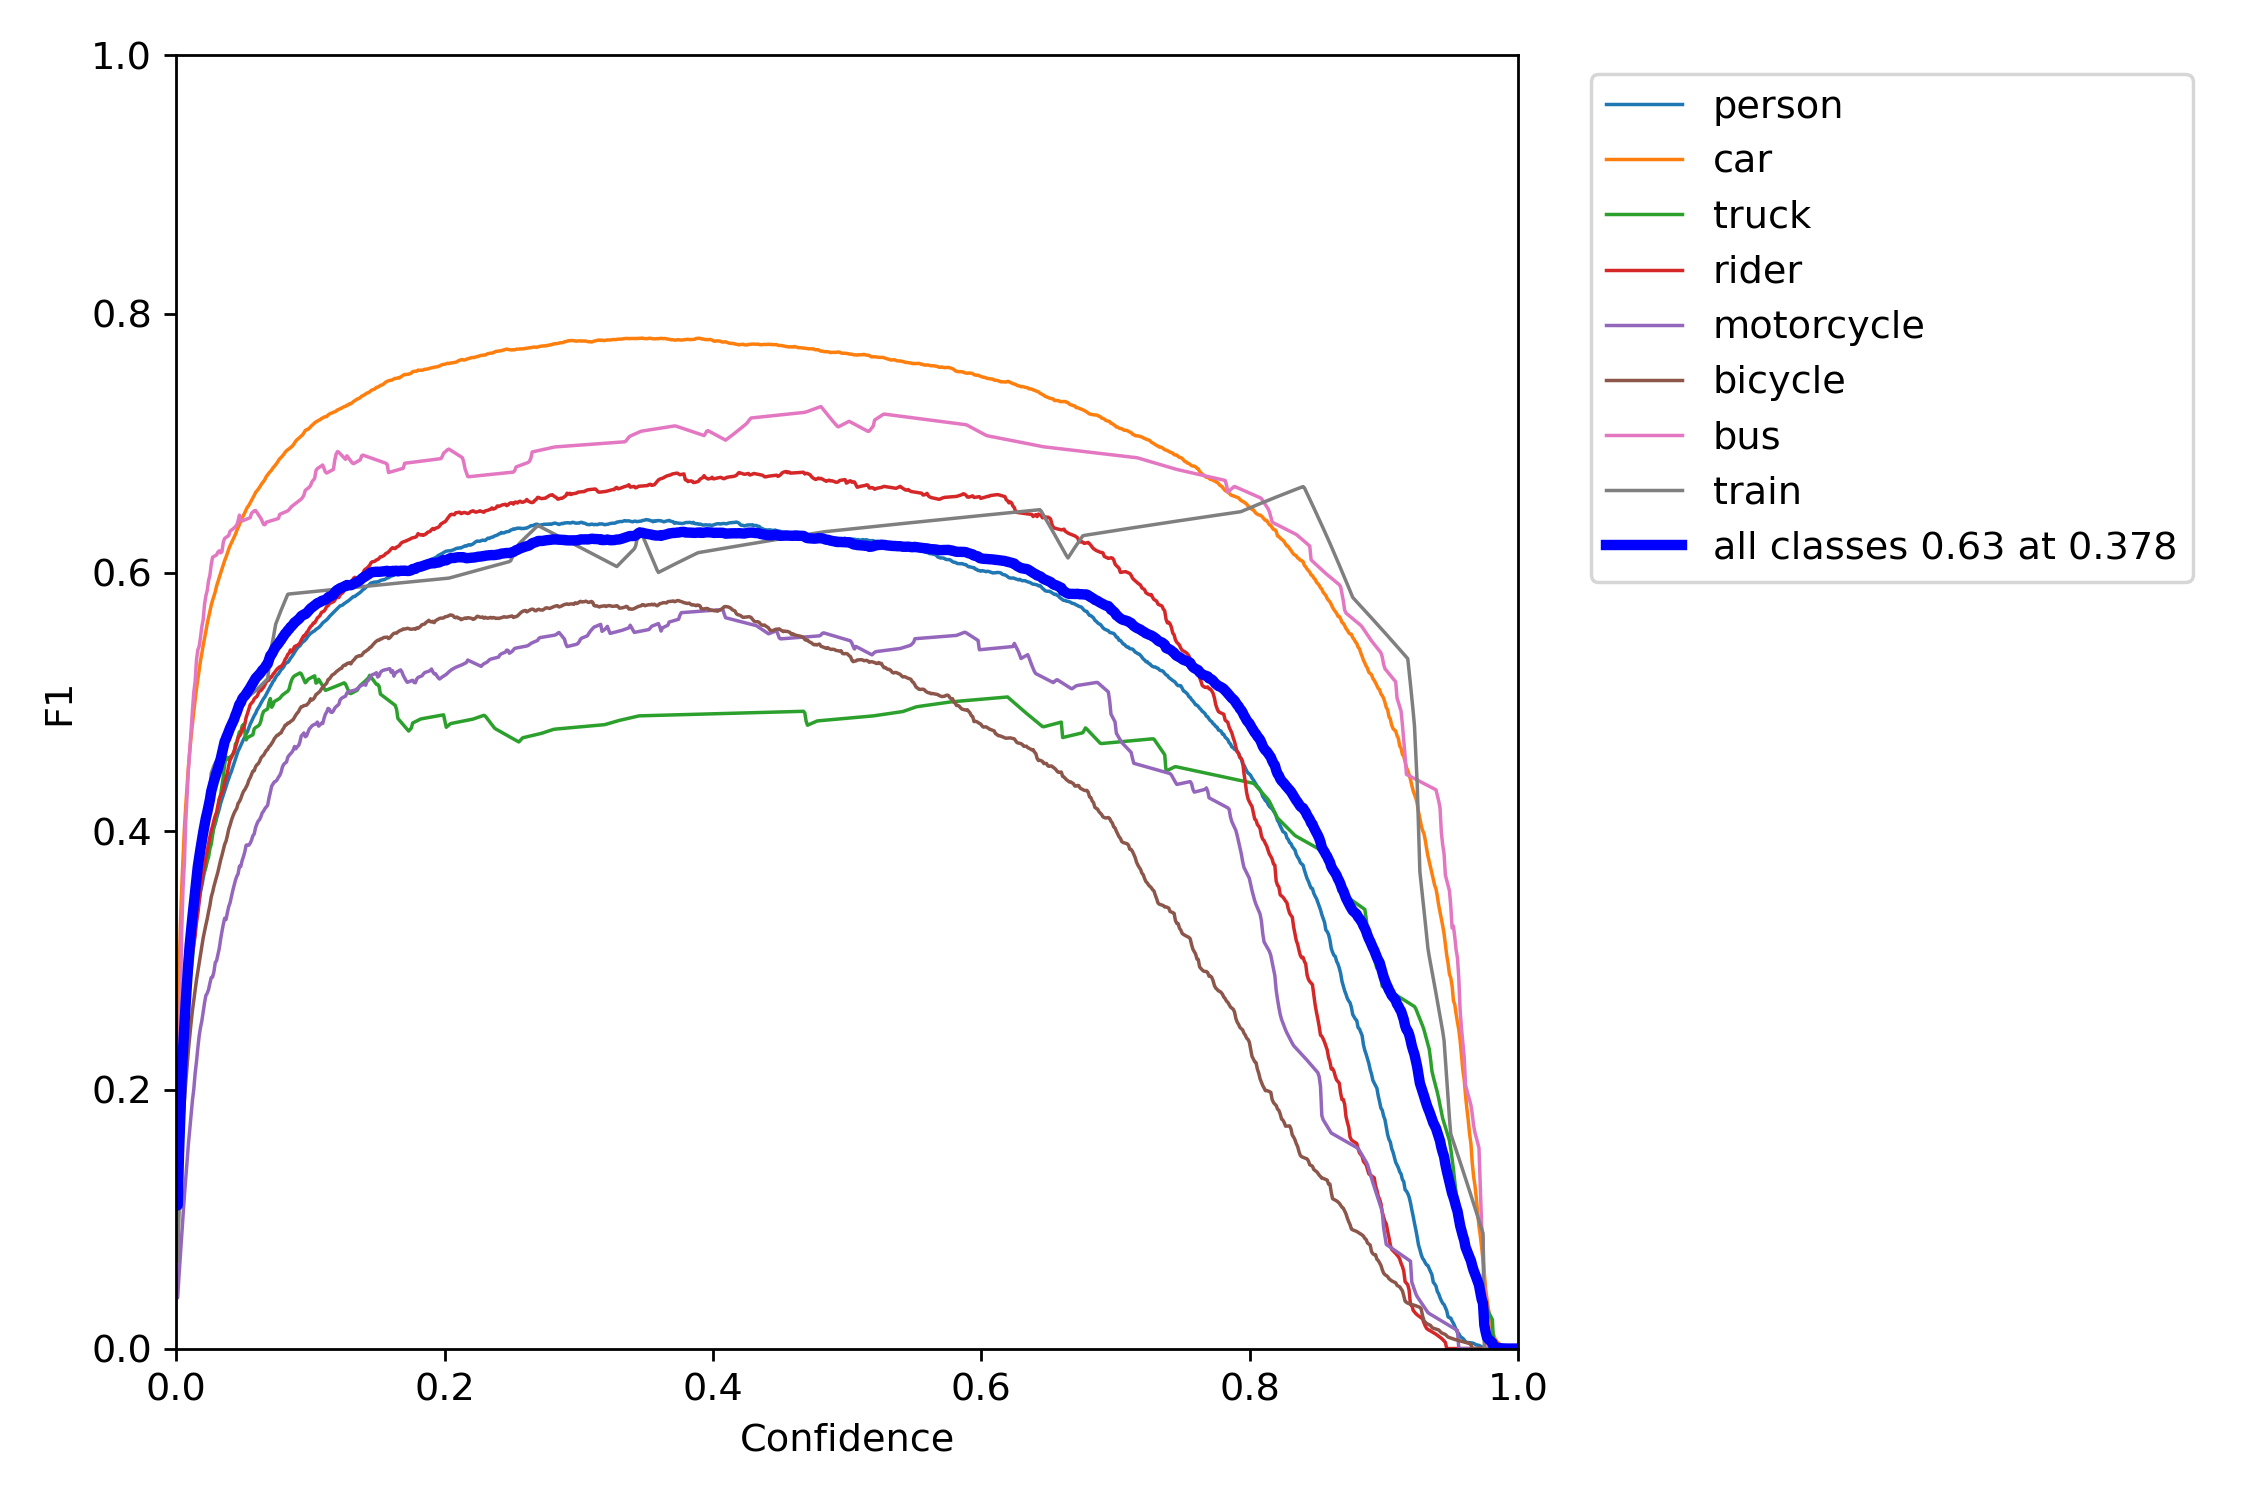 1.0
0.8
0.6
0.4
0.2
0.0
F1
0.0 0.2 0.4 0.6 0.8 1.0
Confidence
person
car
truck
rider
motorcycle
bicycle
bus
train
all classes 0.63 at 0.378